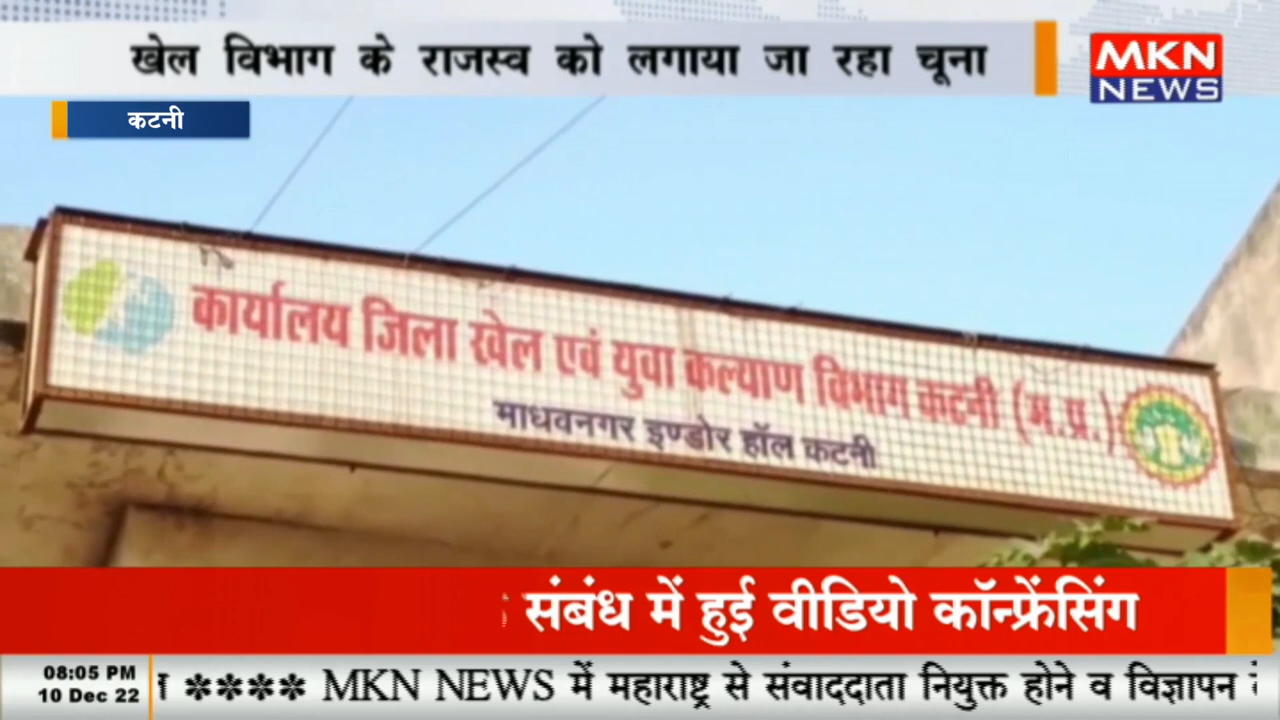 खेल विभाग के राजस्व को लगाया जा रहा चूना
MKN
NEWS
कटनी
कार्यालय जिला खेल एवं युवा कल्याण विभाग कटनी (म.प्र.)
माधवनगर इण्डोर हॉल कटनी
संबंध में हुई वीडियो कॉन्फ्रेंसिंग
08:05 PM
10 Dec 22
**** MKN NEWS में महाराष्ट्र से संवाददाता नियुक्त होने व विज्ञापन